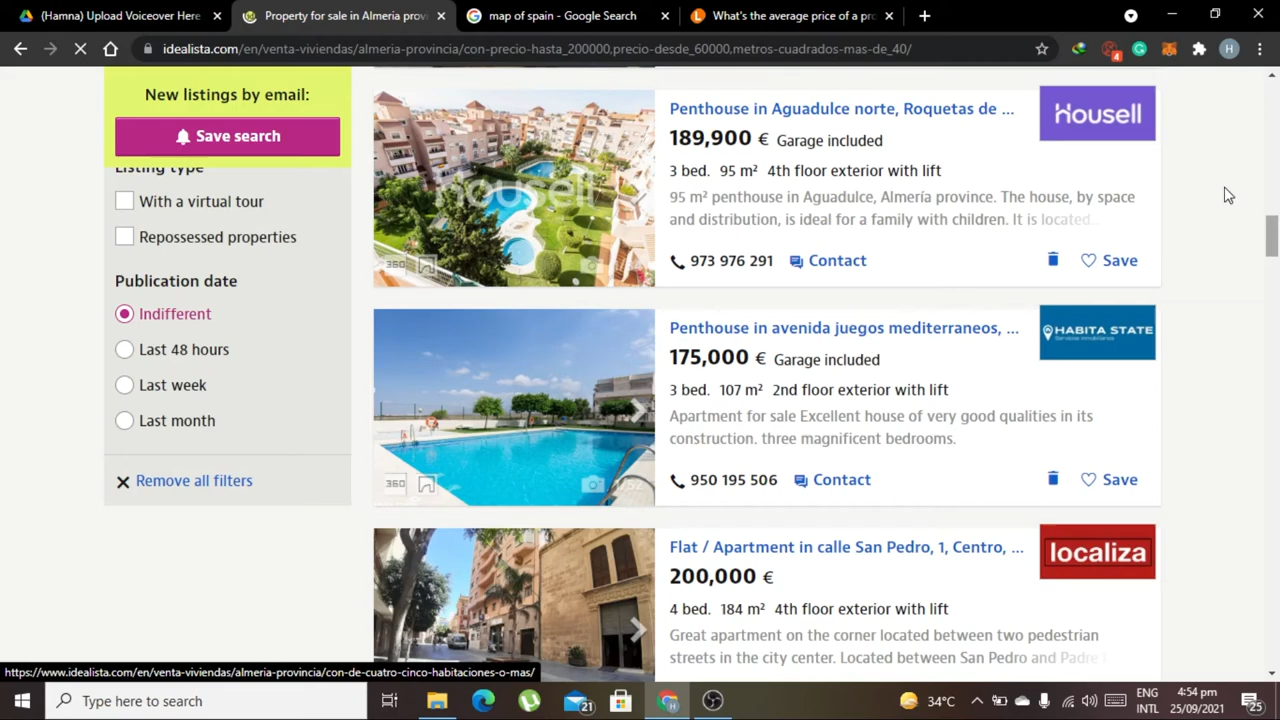 (Hamna) Upload Voiceover Here
Property for sale in Almeria prov
map of spain - Google Search
What's the average price of a pro
idealista.com/en/venta-viviendas/almeria-provincia/con-precio-hasta_200000,precio-desde_60000,metros-cuadrados-mas-de_40/
4
H
New listings by email:
Save search
Listing type
With a virtual tour
Repossessed properties
Publication date
Indifferent
Last 48 hours
Last week
Last month
Remove all filters
housell
360
Penthouse in Aguadulce norte, Roquetas de ...
housell
189,900 € Garage included
3 bed. 95 m² 4th floor exterior with lift
95 m² penthouse in Aguadulce, Almería province. The house, by space
and distribution, is ideal for a family with children. It is located...
973 976 291 Contact Save
360
1/52
Penthouse in avenida juegos mediterraneos, ...
HABITA STATE
Servicios Inmobiliarios
175,000 € Garage included
3 bed. 107 m² 2nd floor exterior with lift
Apartment for sale Excellent house of very good qualities in its
construction. three magnificent bedrooms.
950 195 506 Contact Save
Flat / Apartment in calle San Pedro, 1, Centro, ...
localiza
200,000 €
4 bed. 184 m² 4th floor exterior with lift
Great apartment on the corner located between two pedestrian
streets in the city center. Located between San Pedro and Padre
https://www.idealista.com/en/venta-viviendas/almeria-provincia/con-de-cuatro-cinco-habitaciones-o-mas/
Type here to search
21
34°C
ENG
INTL
4:54 pm
25/09/2021
25